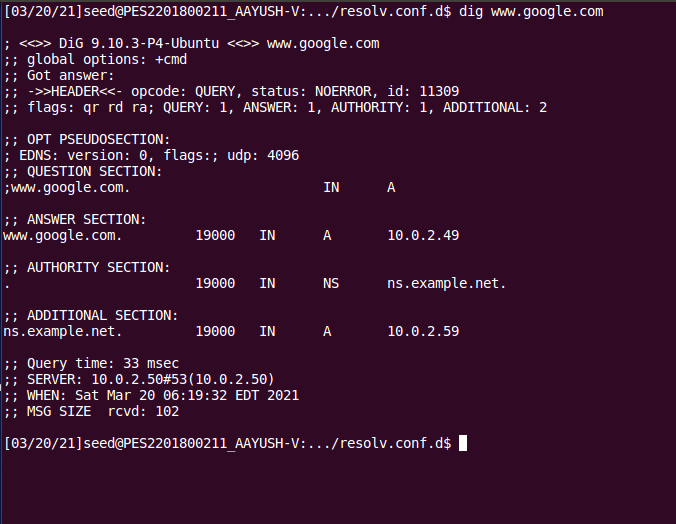 [03/20/21]seed@PES2201800211_AAYUSH-V:.../resolv.conf.d$ dig www.google.com
; <<>> DiG 9.10.3-P4-Ubuntu <<>> www.google.com
;; global options: +cmd
;; Got answer:
;; ->>HEADER<<- opcode: QUERY, status: NOERROR, id: 11309
;; flags: qr rd ra; QUERY: 1, ANSWER: 1, AUTHORITY: 1, ADDITIONAL: 2
;; OPT PSEUDOSECTION:
; EDNS: version: 0, flags:; udp: 4096
;; QUESTION SECTION:
;www.google.com. IN A
;; ANSWER SECTION:
www.google.com. 19000 IN A 10.0.2.49
;; AUTHORITY SECTION:
. 19000 IN NS ns.example.net.
;; ADDITIONAL SECTION:
ns.example.net. 19000 IN A 10.0.2.59
;; Query time: 33 msec
;; SERVER: 10.0.2.50#53(10.0.2.50)
;; WHEN: Sat Mar 20 06:19:32 EDT 2021
;; MSG SIZE rcvd: 102
[03/20/21]seed@PES2201800211_AAYUSH-V:.../resolv.conf.d$